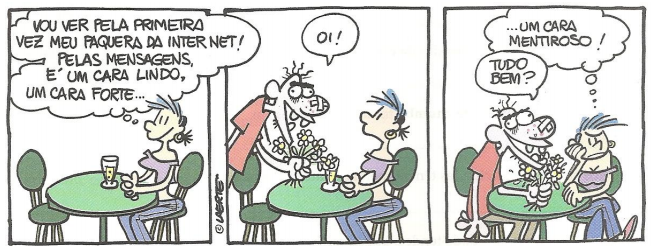 VOU VER PELA PRIMEIRA
VEZ MEU PAQUERA DA INTERNET!
PELAS MENSAGENS,
E' UM CARA LINDO,
UM CARA FORTE...
©LAERTE
OI!
...UM CARA
MENTIROSO!
TUDO
BEM?